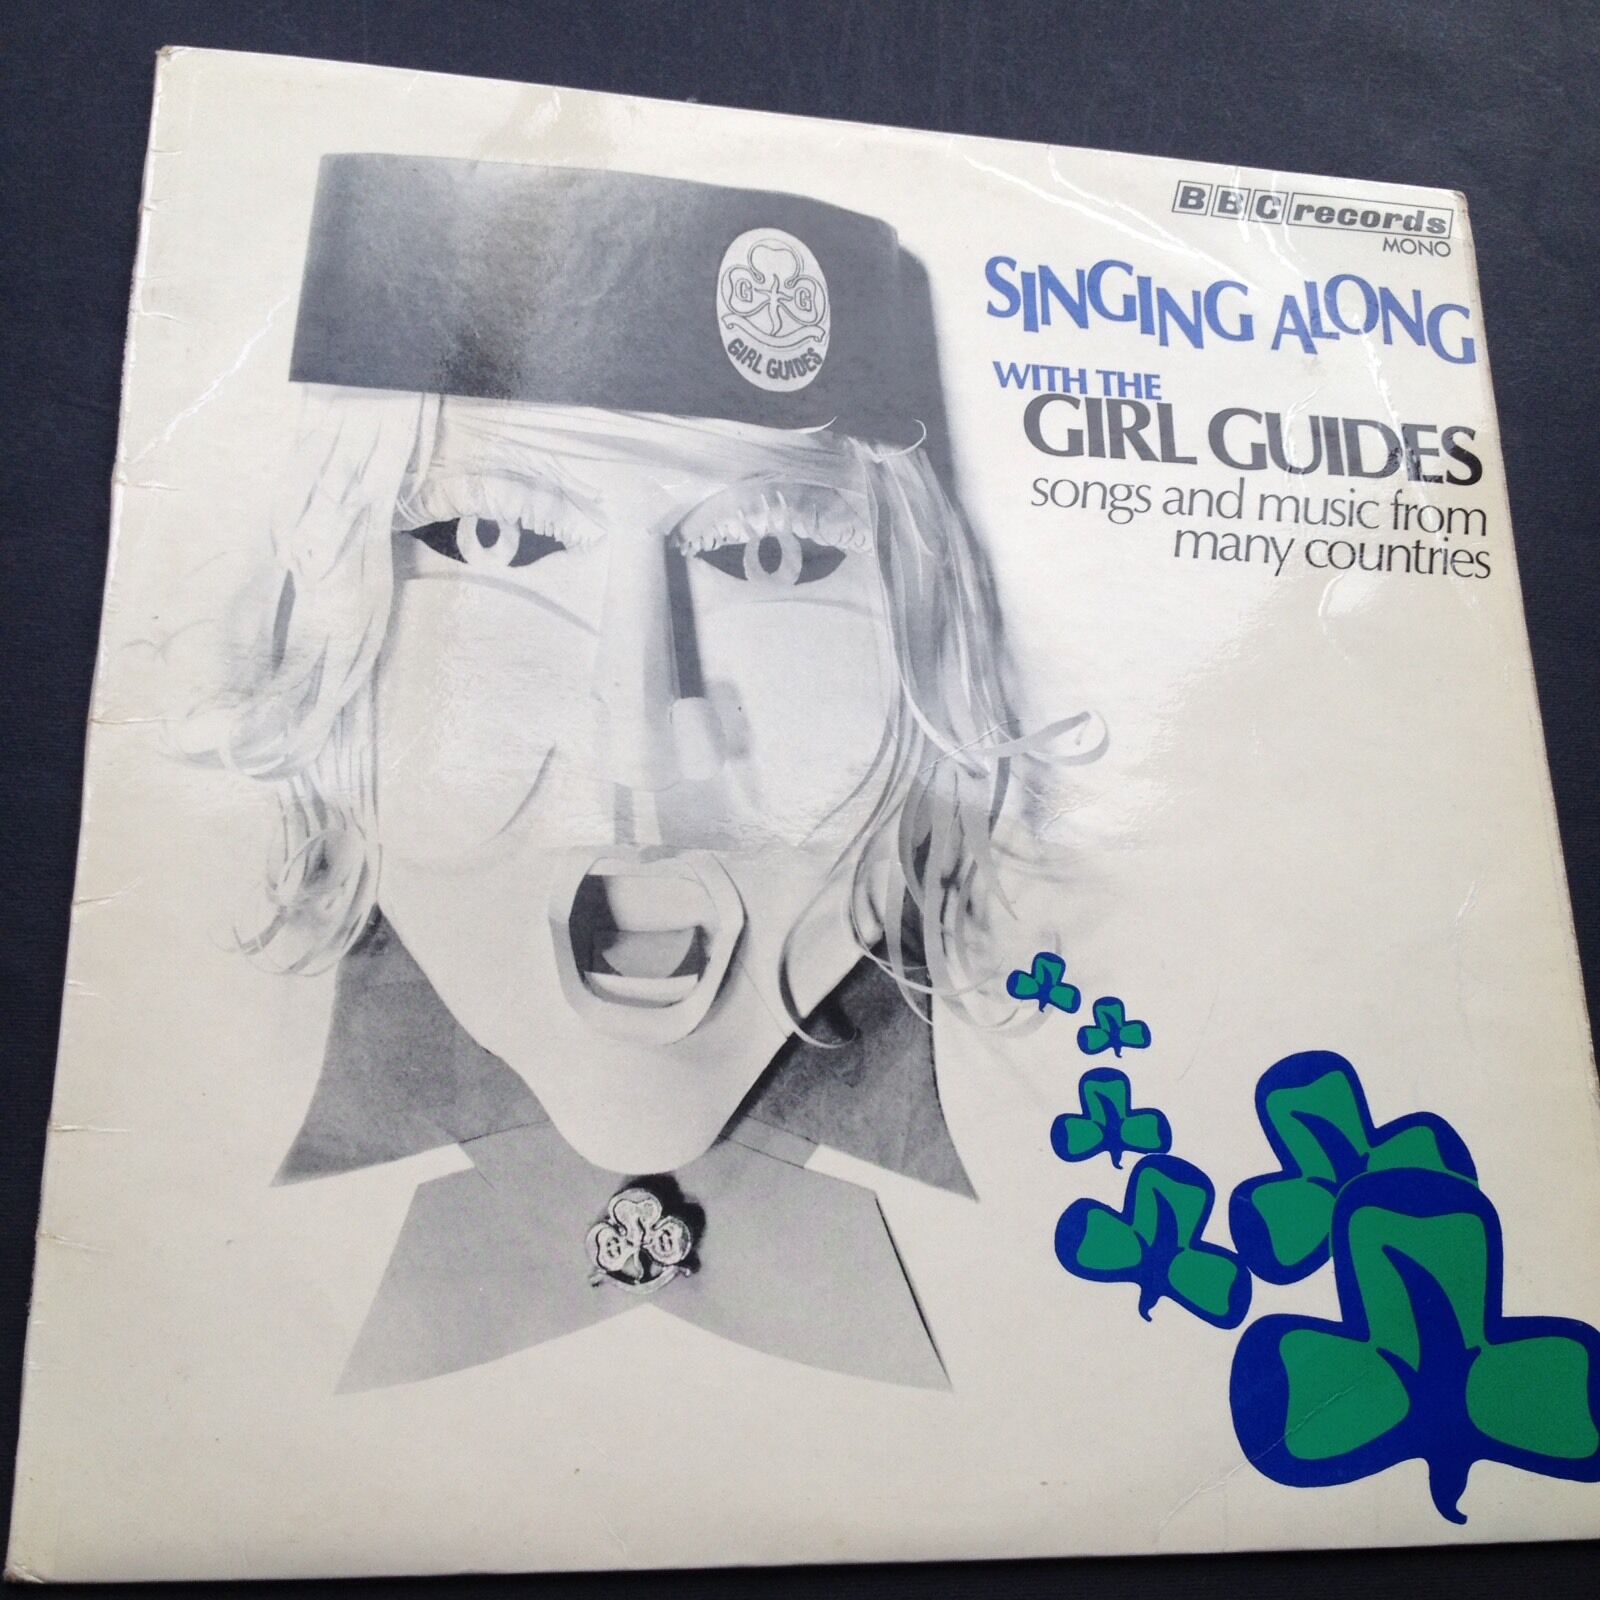 BBC records
MONO
SINGING ALONG
WITH THE
GIRL GUIDES
songs and music from
many countries
G G
GIRL GUIDES
G G